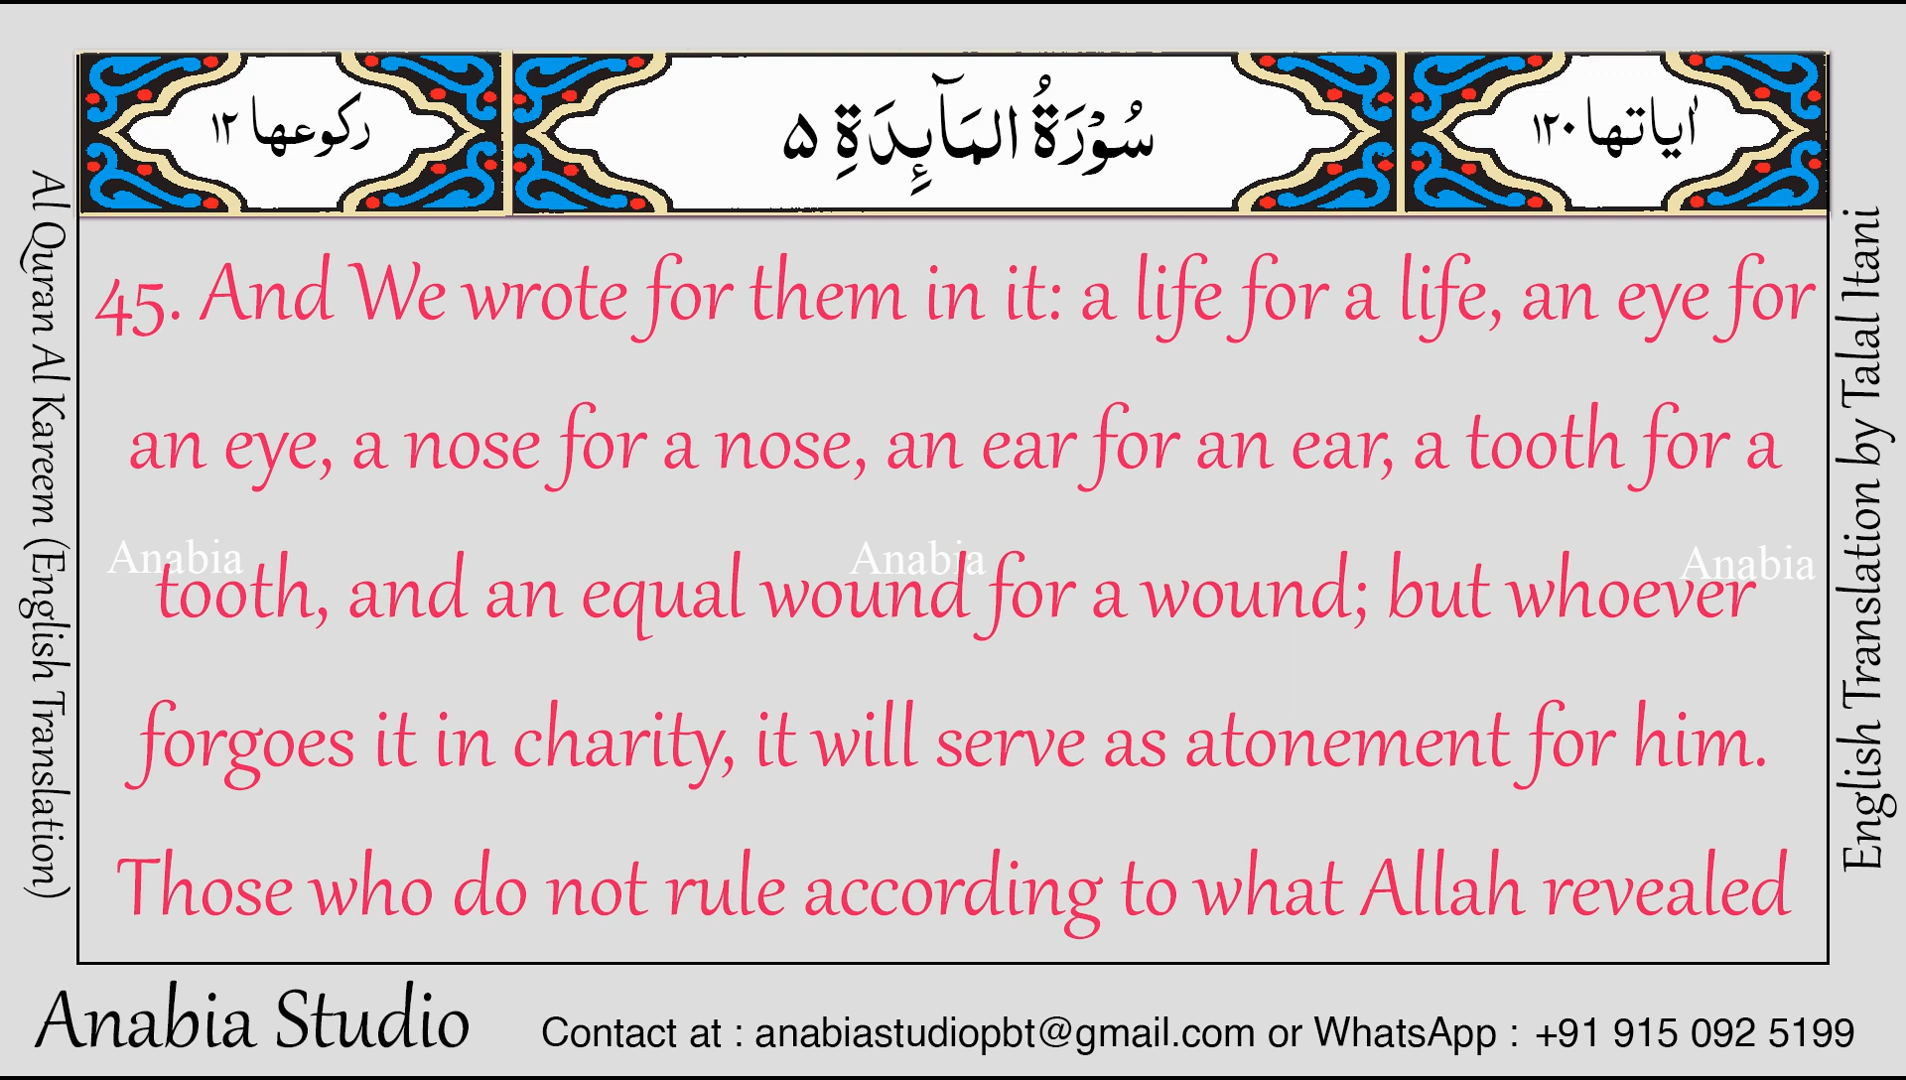 رکوعها ١٢
سُوْرَةُ المَآئِدَةِ ۵
اٰیاتها ١٢٠
Al Quran Al Kareem (English Translation)
45. And We wrote for them in it: a life for a life, an eye for
an eye, a nose for a nose, an ear for an ear, a tooth for a
Anabia Anabia Anabia
tooth, and an equal wound for a wound; but whoever
forgoes it in charity, it will serve as atonement for him.
Those who do not rule according to what Allah revealed
English Translation by Talal Itani
Anabia Studio
Contact at : anabiastudiopbt@gmail.com or WhatsApp : +91 915 092 5199